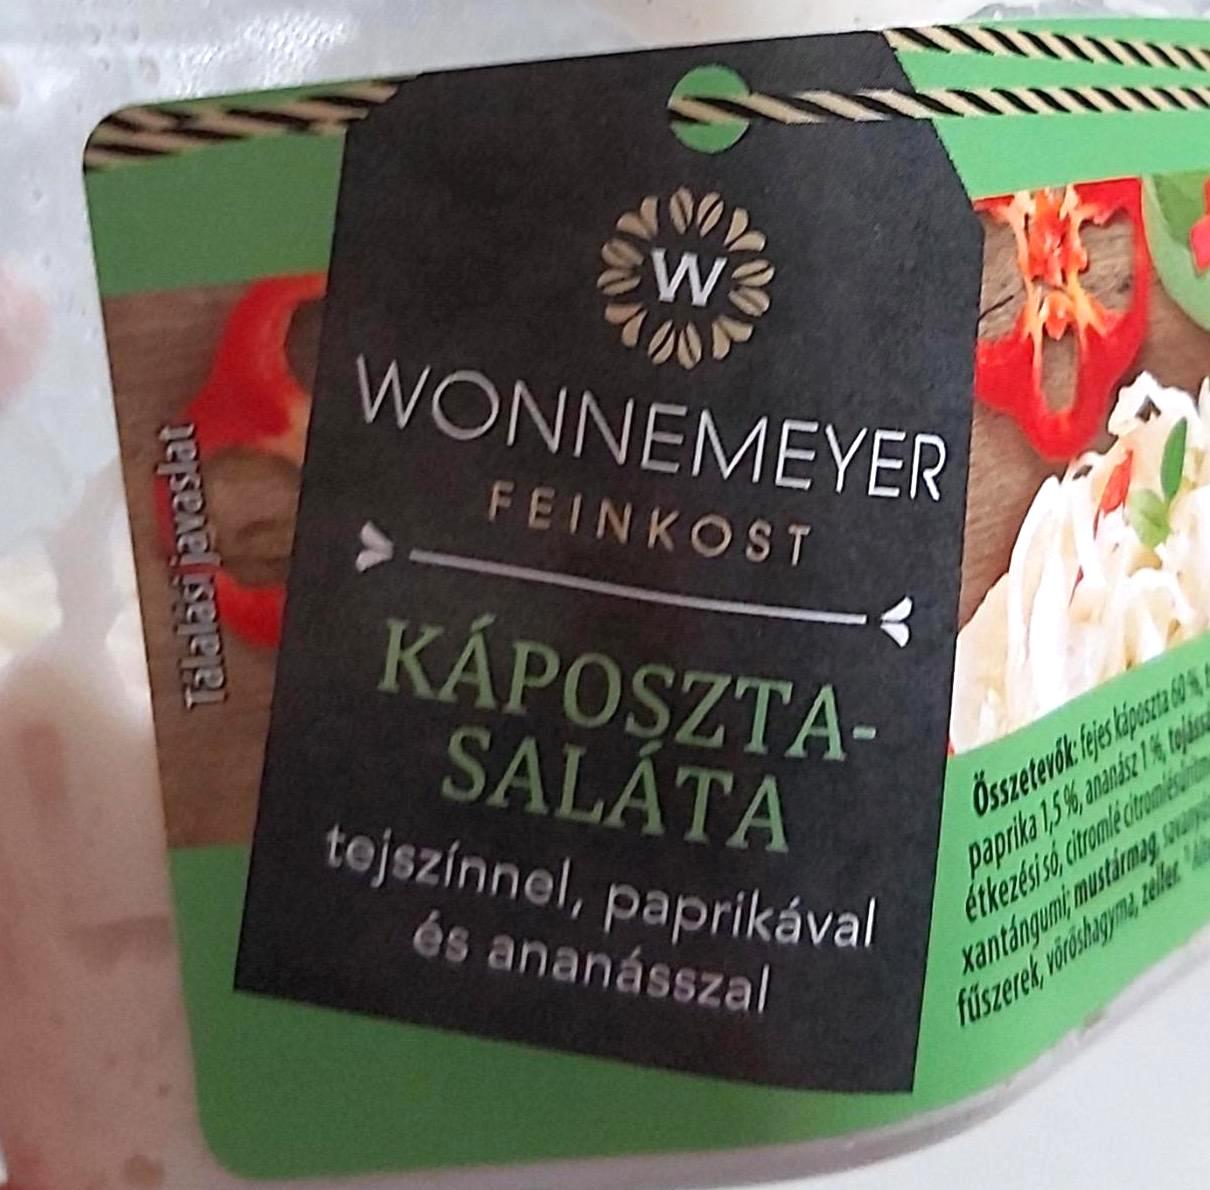 W
WONNEMEYER
FEINKOST
KÁPOSZTA-
SALÁTA
tejszínnel, paprikával
és ananásszal
Tálalási javaslat
Összetevők: fejes káposzta 60 %,
paprika 1,5 %, ananász 1 %,
étkezési só, citromlé
xantángumi; mustármag,
fűszerek, vöröshagyma, zeller.